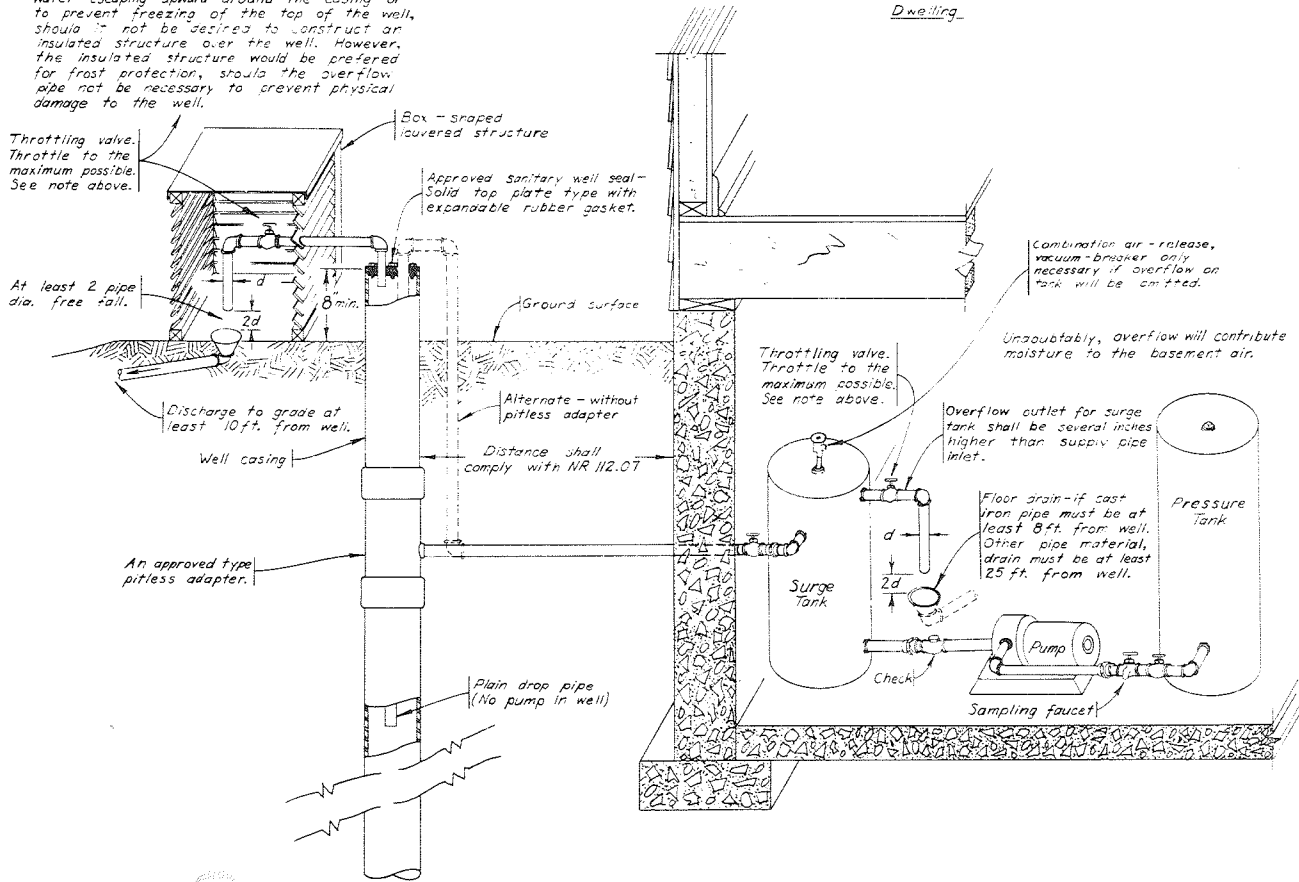 water escaping upward around the casing or
to prevent freezing of the top of the well,
should it not be desired to construct an
insulated structure over the well. However,
the insulated structure would be prefered
for frost protection, should the overflow
pipe not be necessary to prevent physical
damage to the well.
Dwelling
Throttling valve.
Throttle to the
maximum possible.
See note above.
Box - shaped
louvered structure
Approved sanitary well seal -
Solid top plate type with
expandable rubber gasket.
At least 2 pipe
dia. free fall.
d
2d
8" min.
Ground surface
Discharge to grade at
least 10 ft. from well.
Well casing
Alternate - without
pitless adapter
Distance shall
comply with NR 112.07
An approved type
pitless adapter.
Plain drop pipe
(No pump in well)
Combination air - release,
vacuum - breaker only
necessary if overflow on
tank will be omitted.
Undoubtably, overflow will contribute
moisture to the basement air.
Throttling valve.
Throttle to the
maximum possible.
See note above.
Overflow outlet for surge
tank shall be several inches
higher than supply pipe
inlet.
Floor drain - if cast
iron pipe must be at
least 8 ft. from well.
Other pipe material,
drain must be at least
25 ft. from well.
d
2d
Surge
Tank
Pressure
Tank
Pump
Check
Sampling faucet